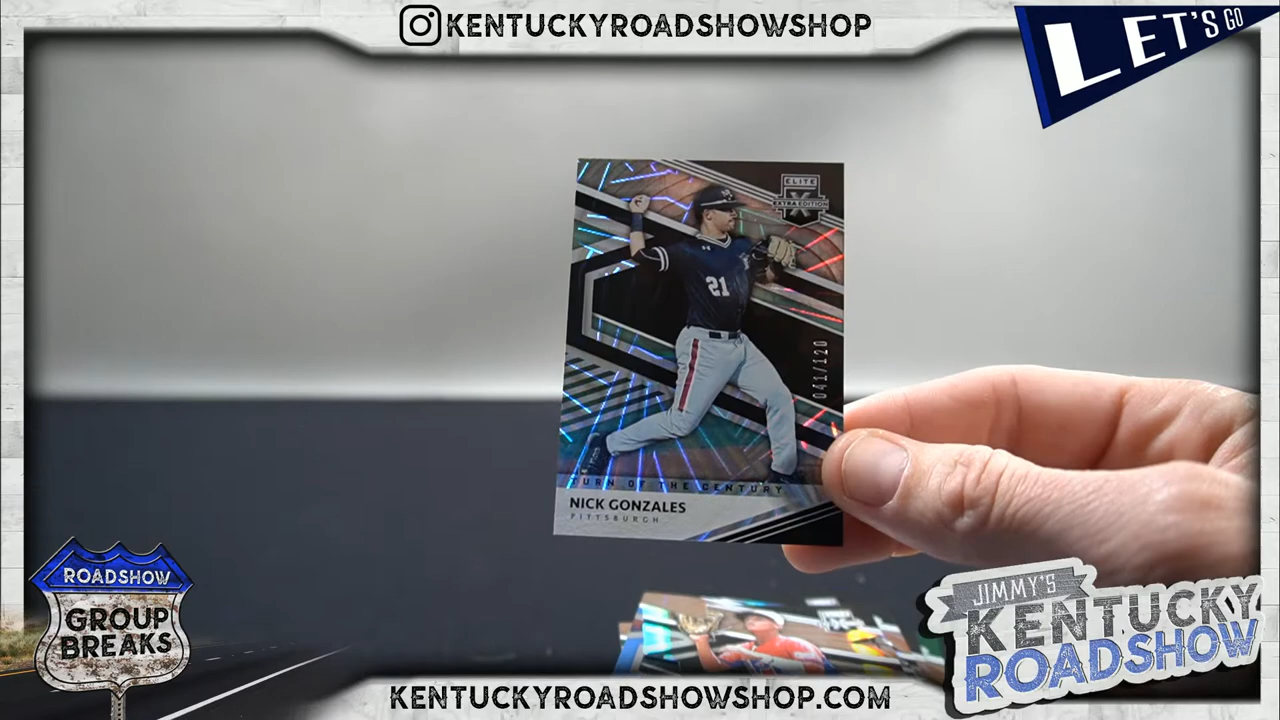 KENTUCKYROADSHOWSHOP
LET'S GO
ELITE
X
EXTRA EDITION
21
041/120
TURN OF THE CENTURY
NICK GONZALES
PITTSBURGH
ROADSHOW
GROUP
BREAKS
JIMMY'S
KENTUCKY
ROADSHOW
KENTUCKYROADSHOWSHOP.COM